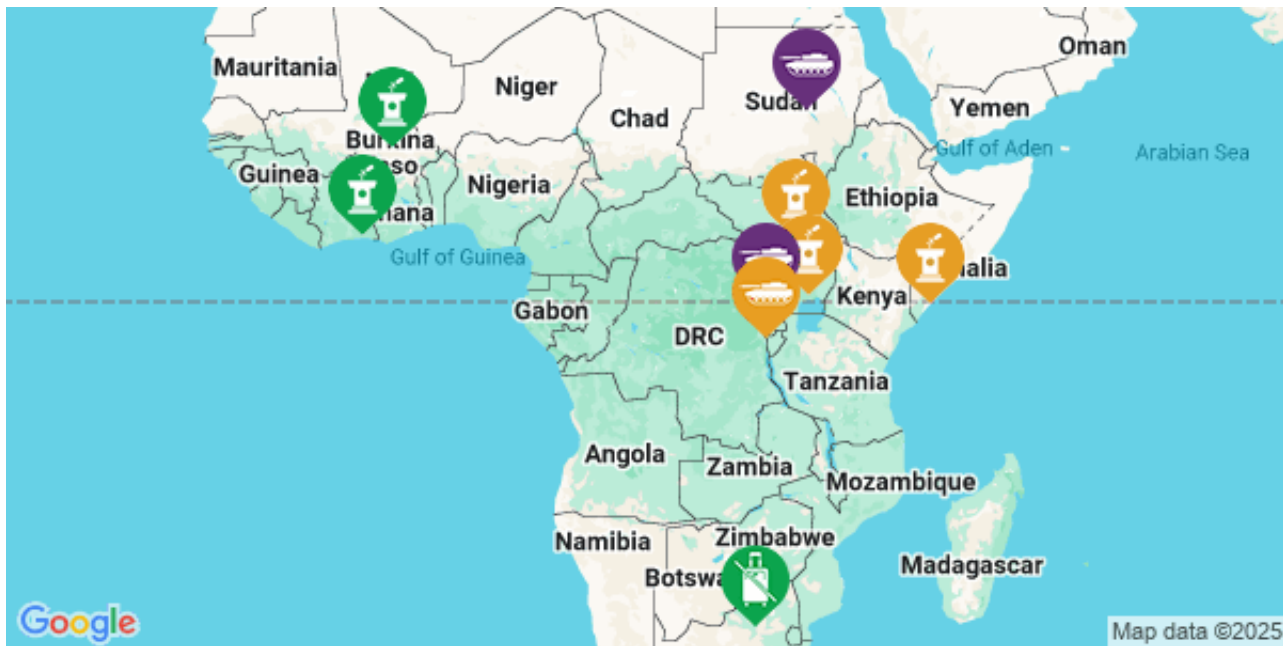 Oman
Mauritania
Niger
Sudan
Yemen
Chad
Burkina
Gulf of Aden
Arabian Sea
Guinea
Nigeria
Ethiopia
Gulf of Guinea
Kenya
Gabon
DRC
Tanzania
Angola
Zambia
Mozambique
Zimbabwe
Namibia
Madagascar
Google
Map data ©2025